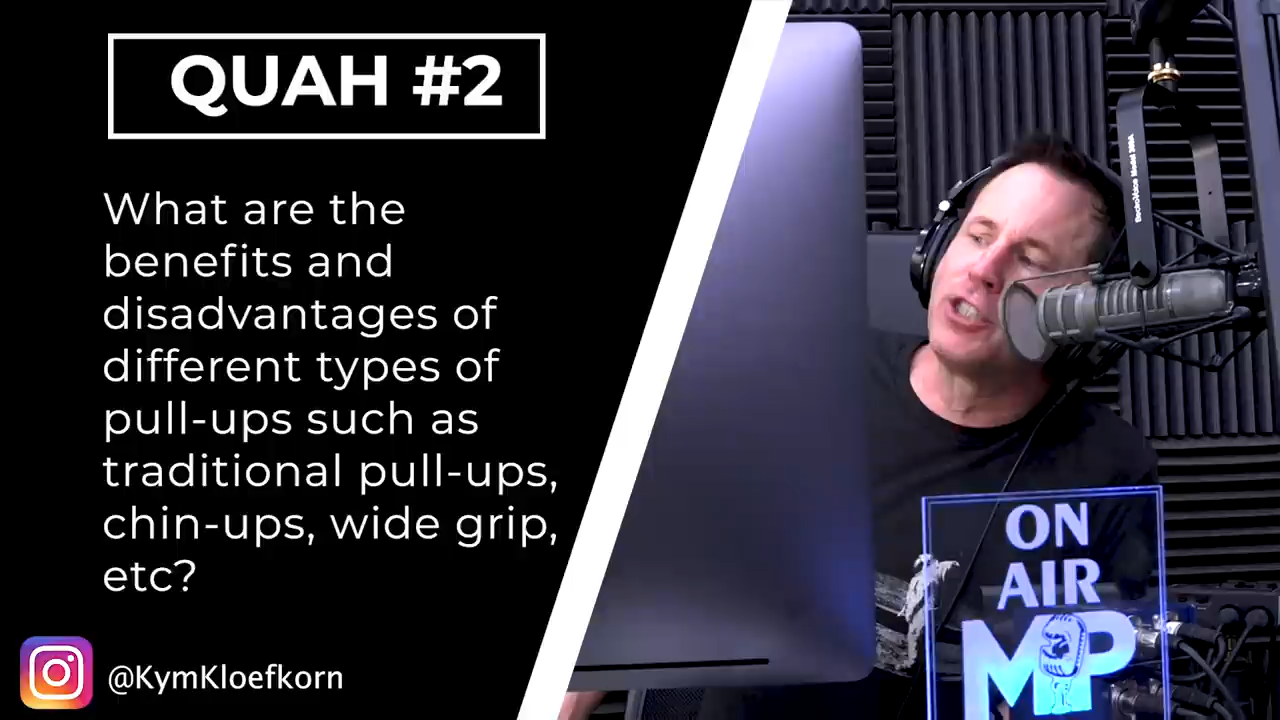 QUAH #2
What are the
benefits and
disadvantages of
different types of
pull-ups such as
traditional pull-ups,
chin-ups, wide grip,
etc?
@KymKloefkorn
ON
AIR
MP